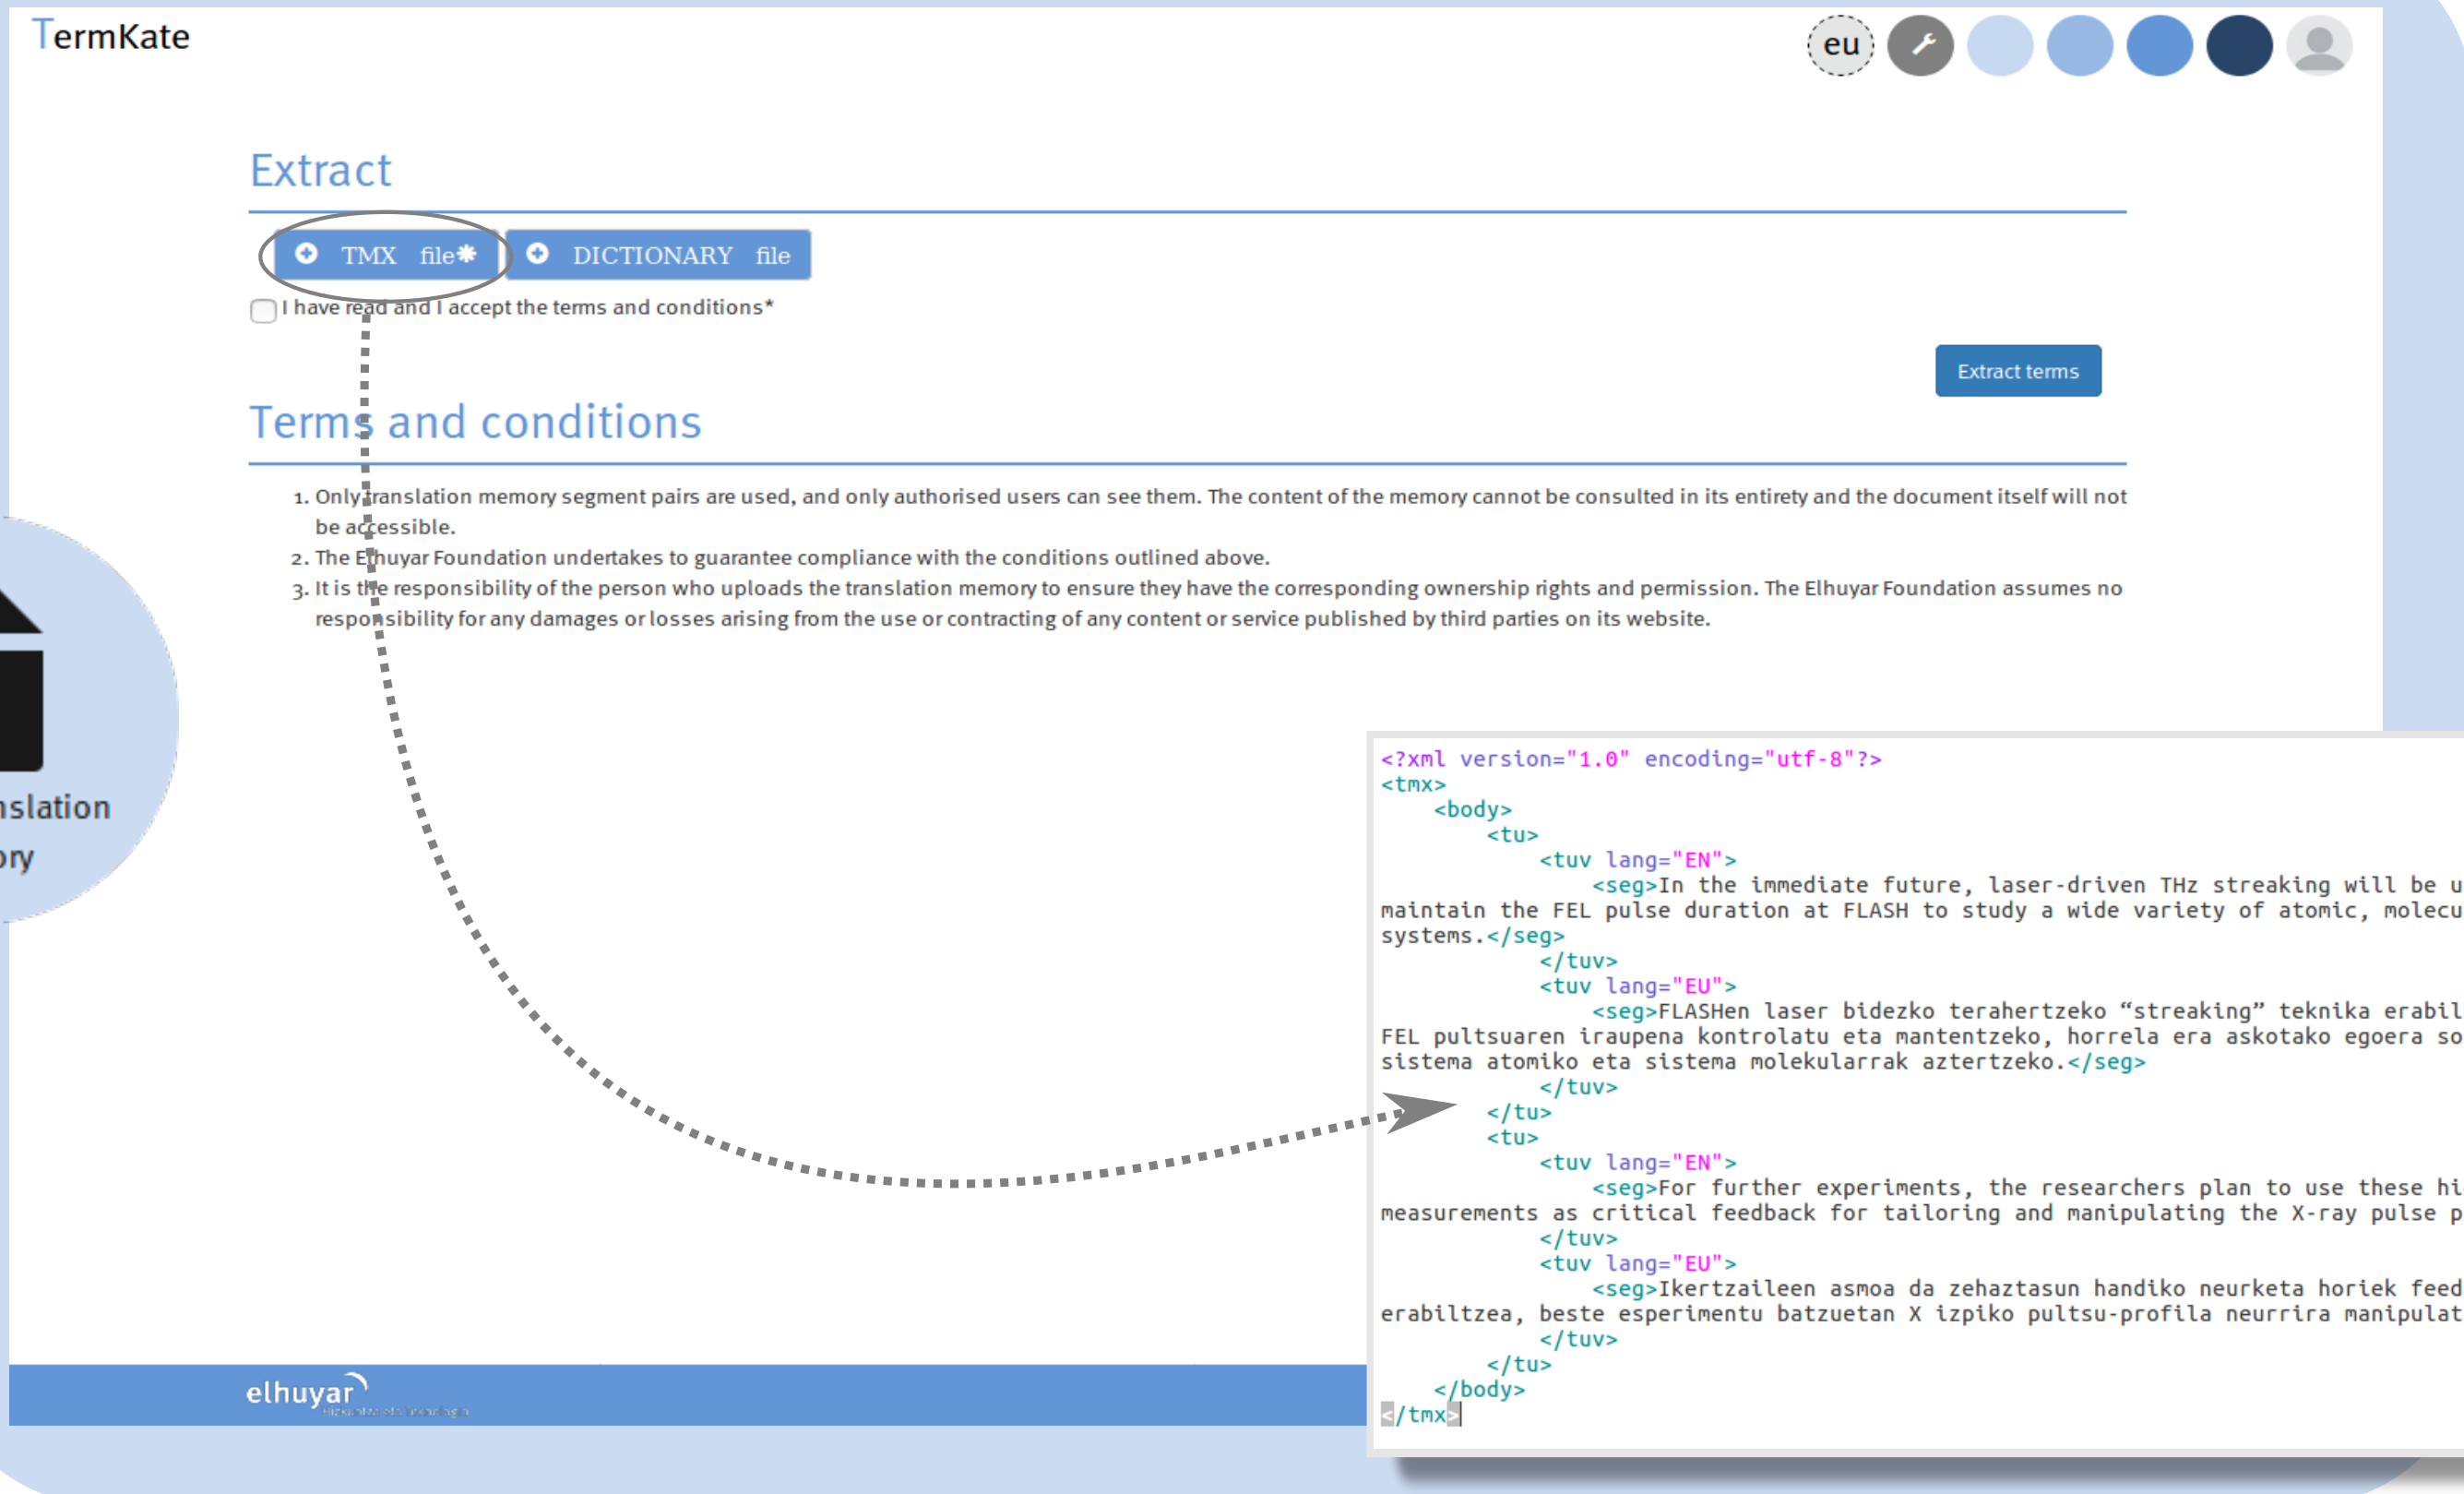 TermKate
eu
Extract
TMX file✱
DICTIONARY file
I have read and I accept the terms and conditions*
Extract terms
Terms and conditions
1. Only translation memory segment pairs are used, and only authorised users can see them. The content of the memory cannot be consulted in its entirety and the document itself will not
be accessible.
2. The Elhuyar Foundation undertakes to guarantee compliance with the conditions outlined above.
3. It is the responsibility of the person who uploads the translation memory to ensure they have the corresponding ownership rights and permission. The Elhuyar Foundation assumes no
responsibility for any damages or losses arising from the use or contracting of any content or service published by third parties on its website.
nslation
ory
<?xml version="1.0" encoding="utf-8"?>
<tmx>
<body>
<tu>
<tuv lang="EN">
<seg>In the immediate future, laser-driven THz streaking will be u
maintain the FEL pulse duration at FLASH to study a wide variety of atomic, molecu
systems.</seg>
</tuv>
<tuv lang="EU">
<seg>FLASHen laser bidezko terahertzeko “streaking” teknika erabil
FEL pultsuaren iraupena kontrolatu eta mantentzeko, horrela era askotako egoera so
sistema atomiko eta sistema molekularrak aztertzeko.</seg>
</tuv>
</tu>
<tu>
<tuv lang="EN">
<seg>For further experiments, the researchers plan to use these hi
measurements as critical feedback for tailoring and manipulating the X-ray pulse p
</tuv>
<tuv lang="EU">
<seg>Ikertzaileen asmoa da zehaztasun handiko neurketa horiek feed
erabiltzea, beste esperimentu batzuetan X izpiko pultsu-profila neurrira manipulat
</tuv>
</tu>
</body>
</tmx>
elhuyar